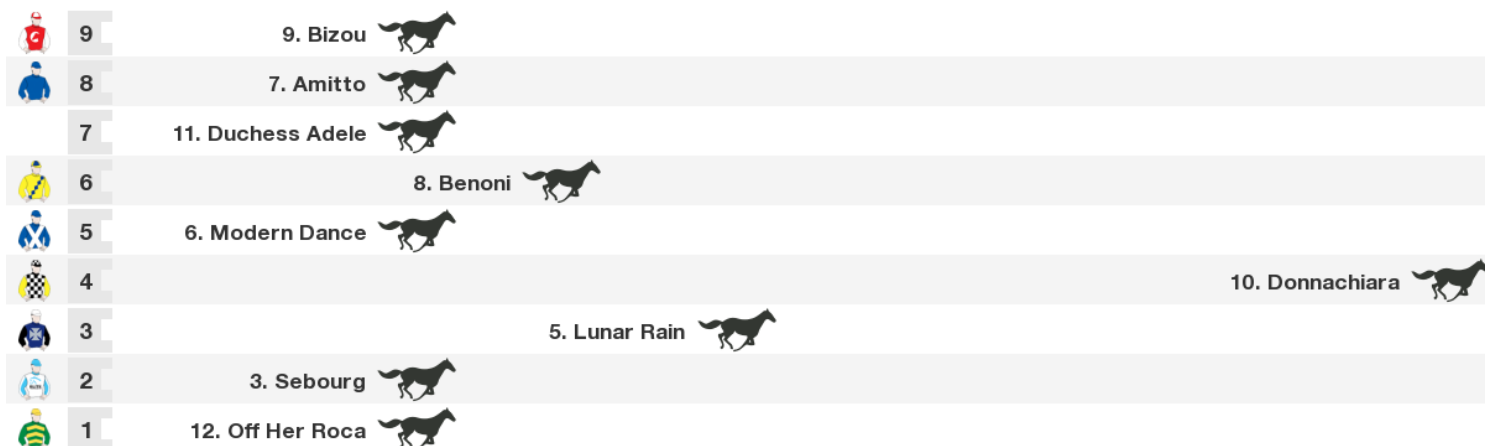 9 9. Bizou
8 7. Amitto
7 11. Duchess Adele
6 8. Benoni
5 6. Modern Dance
4 10. Donnachiara
3 5. Lunar Rain
2 3. Sebourg
1 12. Off Her Roca